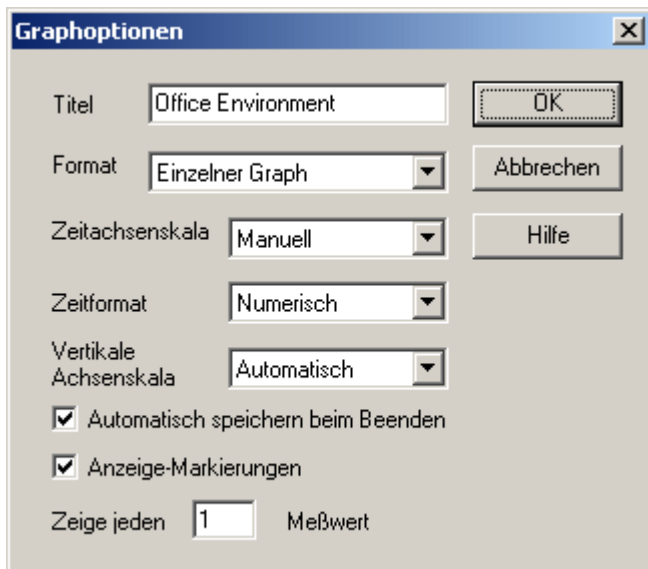 Graphoptionen
Titel Office Environment OK
Format Einzelner Graph Abbrechen
Zeitachsenskala Manuell Hilfe
Zeitformat Numerisch
Vertikale
Achsenskala Automatisch
Automatisch speichern beim Beenden
Anzeige-Markierungen
Zeige jeden 1 Meßwert